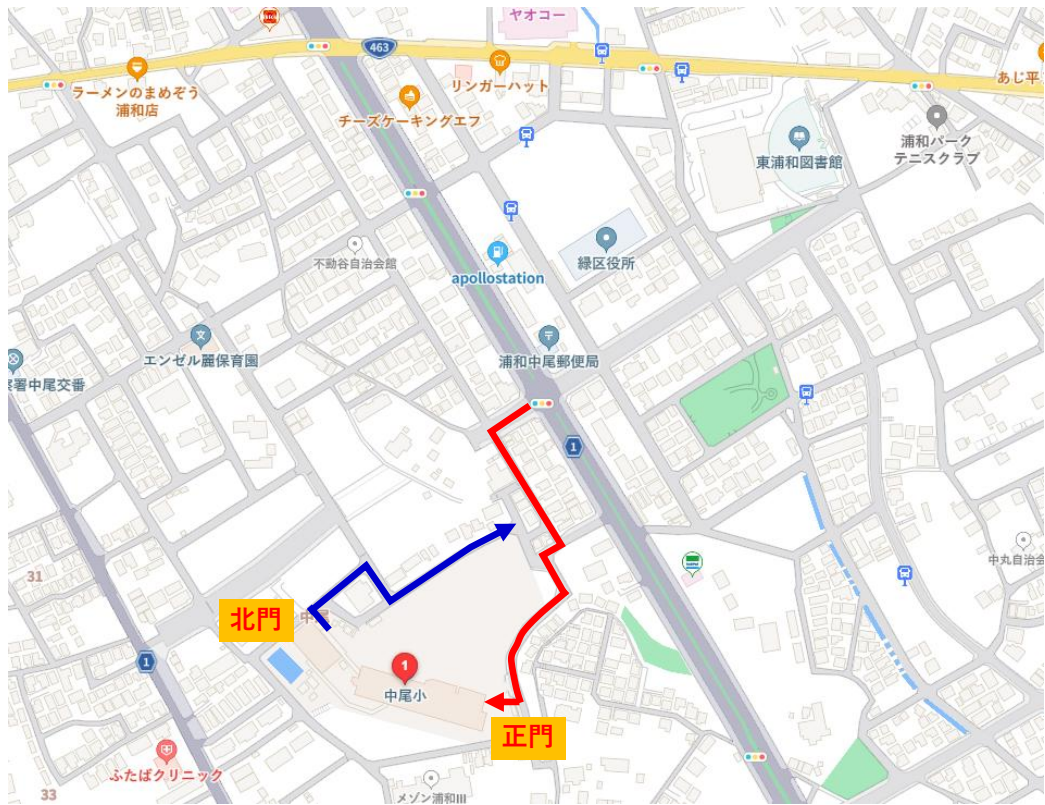 ヤオコー
463
ラーメンのまめぞう
浦和店
リンガーハット
チーズケーキングエフ
あじ平
浦和パーク
テニスクラブ
東浦和図書館
不動谷自治会館
緑区役所
apollostation
エンゼル麗保育園
浦和中尾郵便局
署中尾交番
1
中丸自治会
31
北門
中尾
1
1
中尾小
正門
ふたばクリニック
メゾン浦和III
33